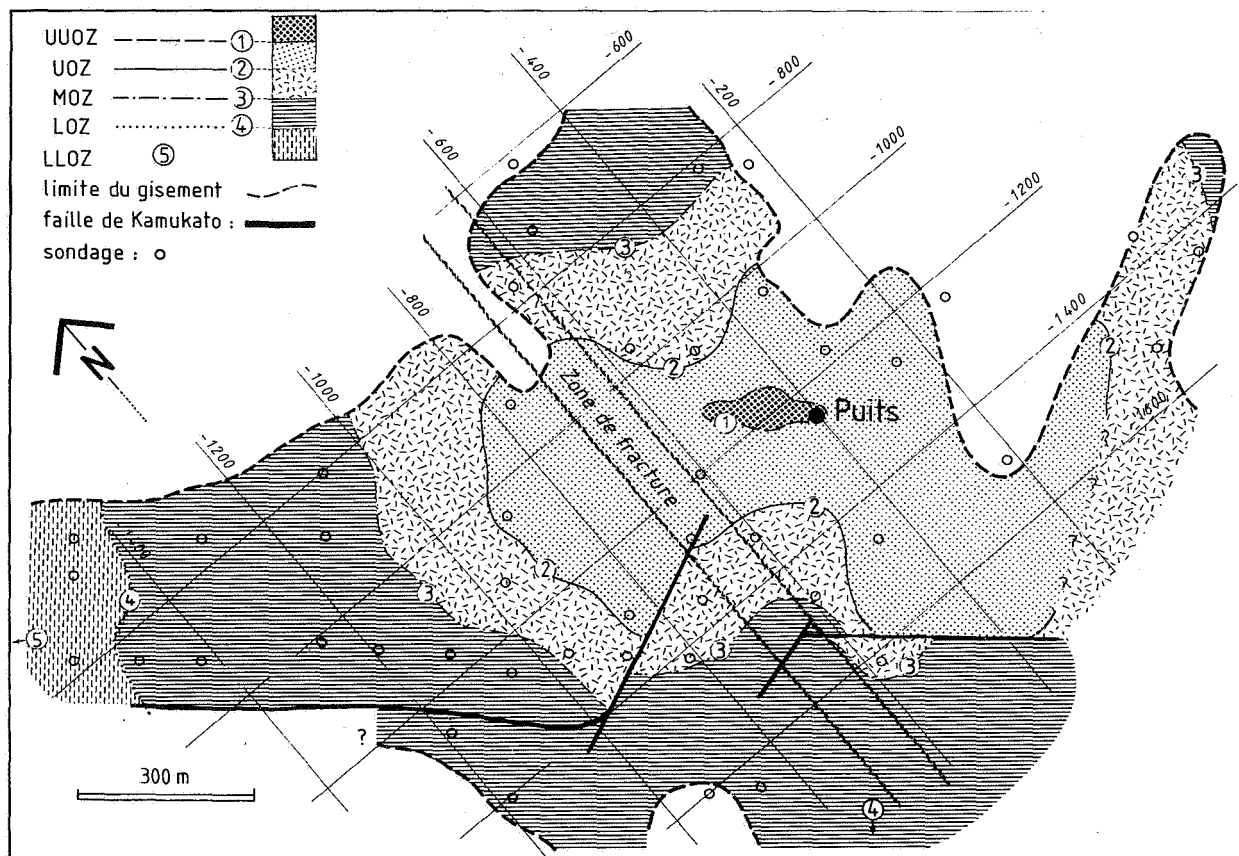 UUOZ ①
UOZ ②
MOZ ③
LOZ ④
LLOZ ⑤
limite du gisement
faille de Kamukato :
sondage : o
300 m
N
-600
-400
-800
-200
-1000
-600
-1200
-800
-1400
-1000
-1600
-1200
③
③
2
2
①
Puits
Zone de fracture
2
2
③
③
③
④
⑤
④
?
?
?
?
?